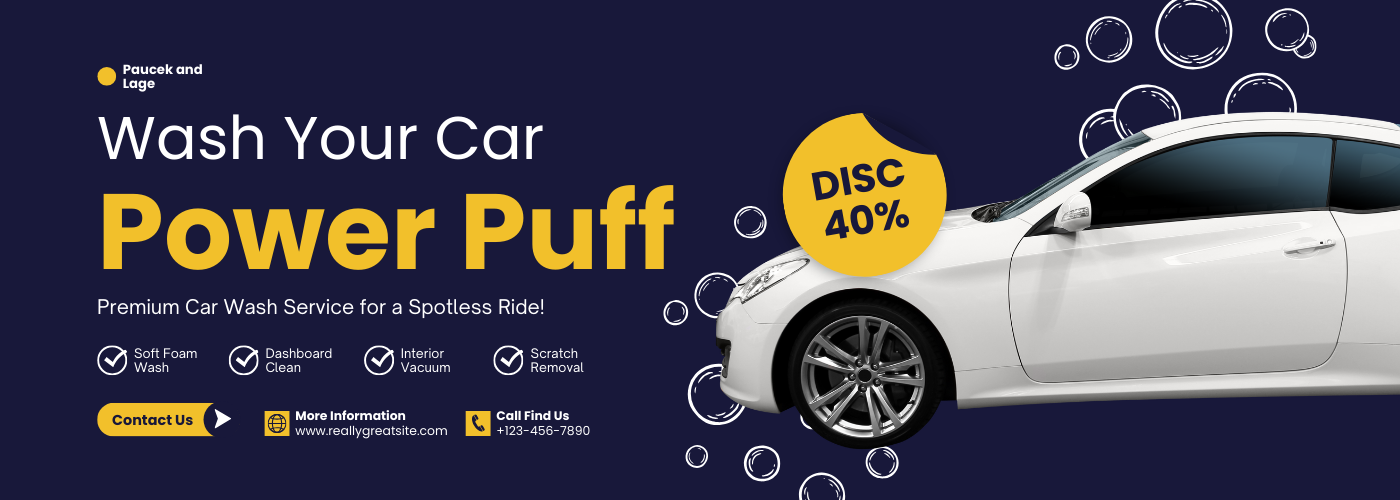 Paucek and
Lage
Wash Your Car
Power Puff
Premium Car Wash Service for a Spotless Ride!
Soft Foam
Wash
Dashboard
Clean
Interior
Vacuum
Scratch
Removal
Contact Us
More Information
www.reallygreatsite.com
Call Find Us
+123-456-7890
DISC
40%